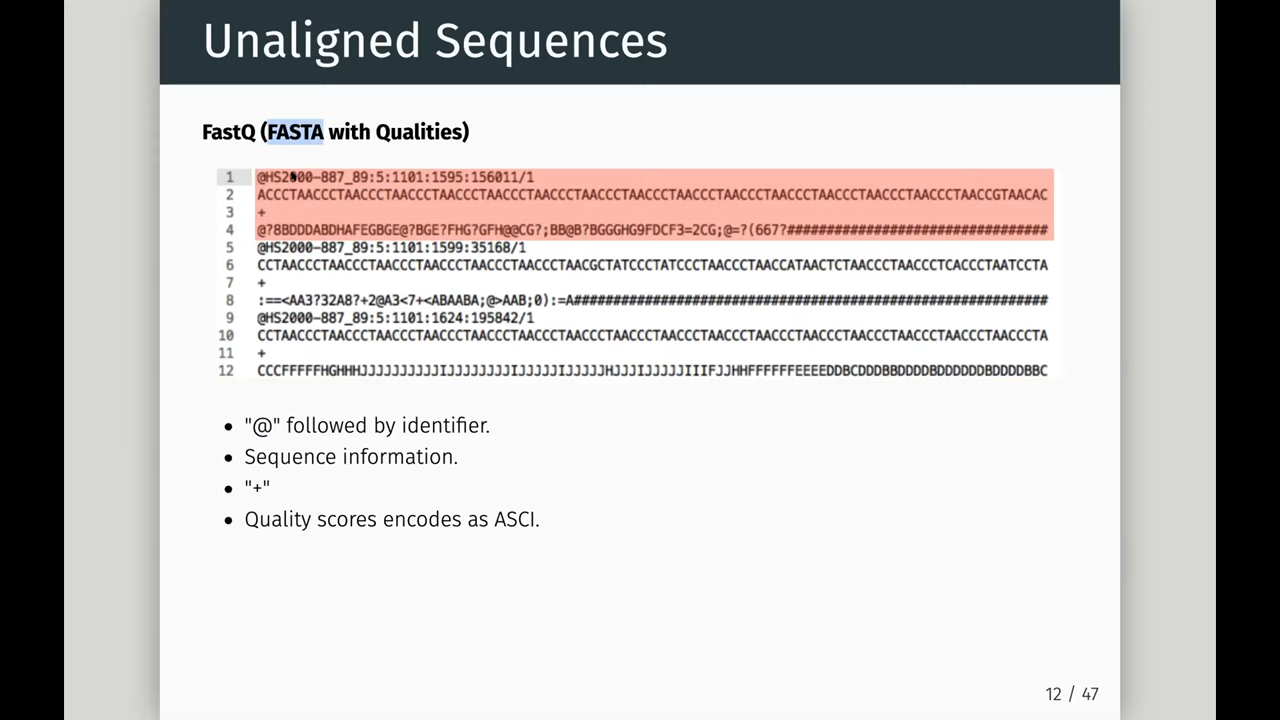 Unaligned Sequences
FastQ (FASTA with Qualities)
1 @HS2000-887_89:5:1101:1595:156011/1
2 ACCCTAACCCTAACCCTAACCCTAACCCTAACCCTAACCCTAACCCTAACCCTAACCCTAACCCTAACCCTAACCCTAACCCTAACCCTAACCGTAACAC
3 +
4 @?8BDDDABDHAFEGBGE@?BGE?FHG?GFH@@CG?;BB@B?BGGGHG9FDCF3=2CG;@=?(667?#################################
5 @HS2000-887_89:5:1101:1599:35168/1
6 CCTAACCCTAACCCTAACCCTAACCCTAACCCTAACCCTAACGCTATCCCTATCCCTAACCCTAACCATAACTCTAACCCTAACCCTCACCCTAATCCTA
7 +
8 :==<AA3?32A8?+2@A3<7+<ABAABA;@>AAB;0):=A############################################################
9 @HS2000-887_89:5:1101:1624:195842/1
10 CCTAACCCTAACCCTAACCCTAACCCTAACCCTAACCCTAACCCTAACCCTAACCCTAACCCTAACCCTAACCCTAACCCTAACCCTAACCCTAACCCTA
11 +
12 CCCFFFFFHGHHHJJJJJJJJJJIJJJJJJJJIJJJJJIJJJJJHJJJIJJJJJIIIFJJHHFFFFFFEEEEDDBCDDDBBDDDDBDDDDDDBDDDDBBC
• "@" followed by identifier.
• Sequence information.
• "+"
• Quality scores encodes as ASCI.
12 / 47